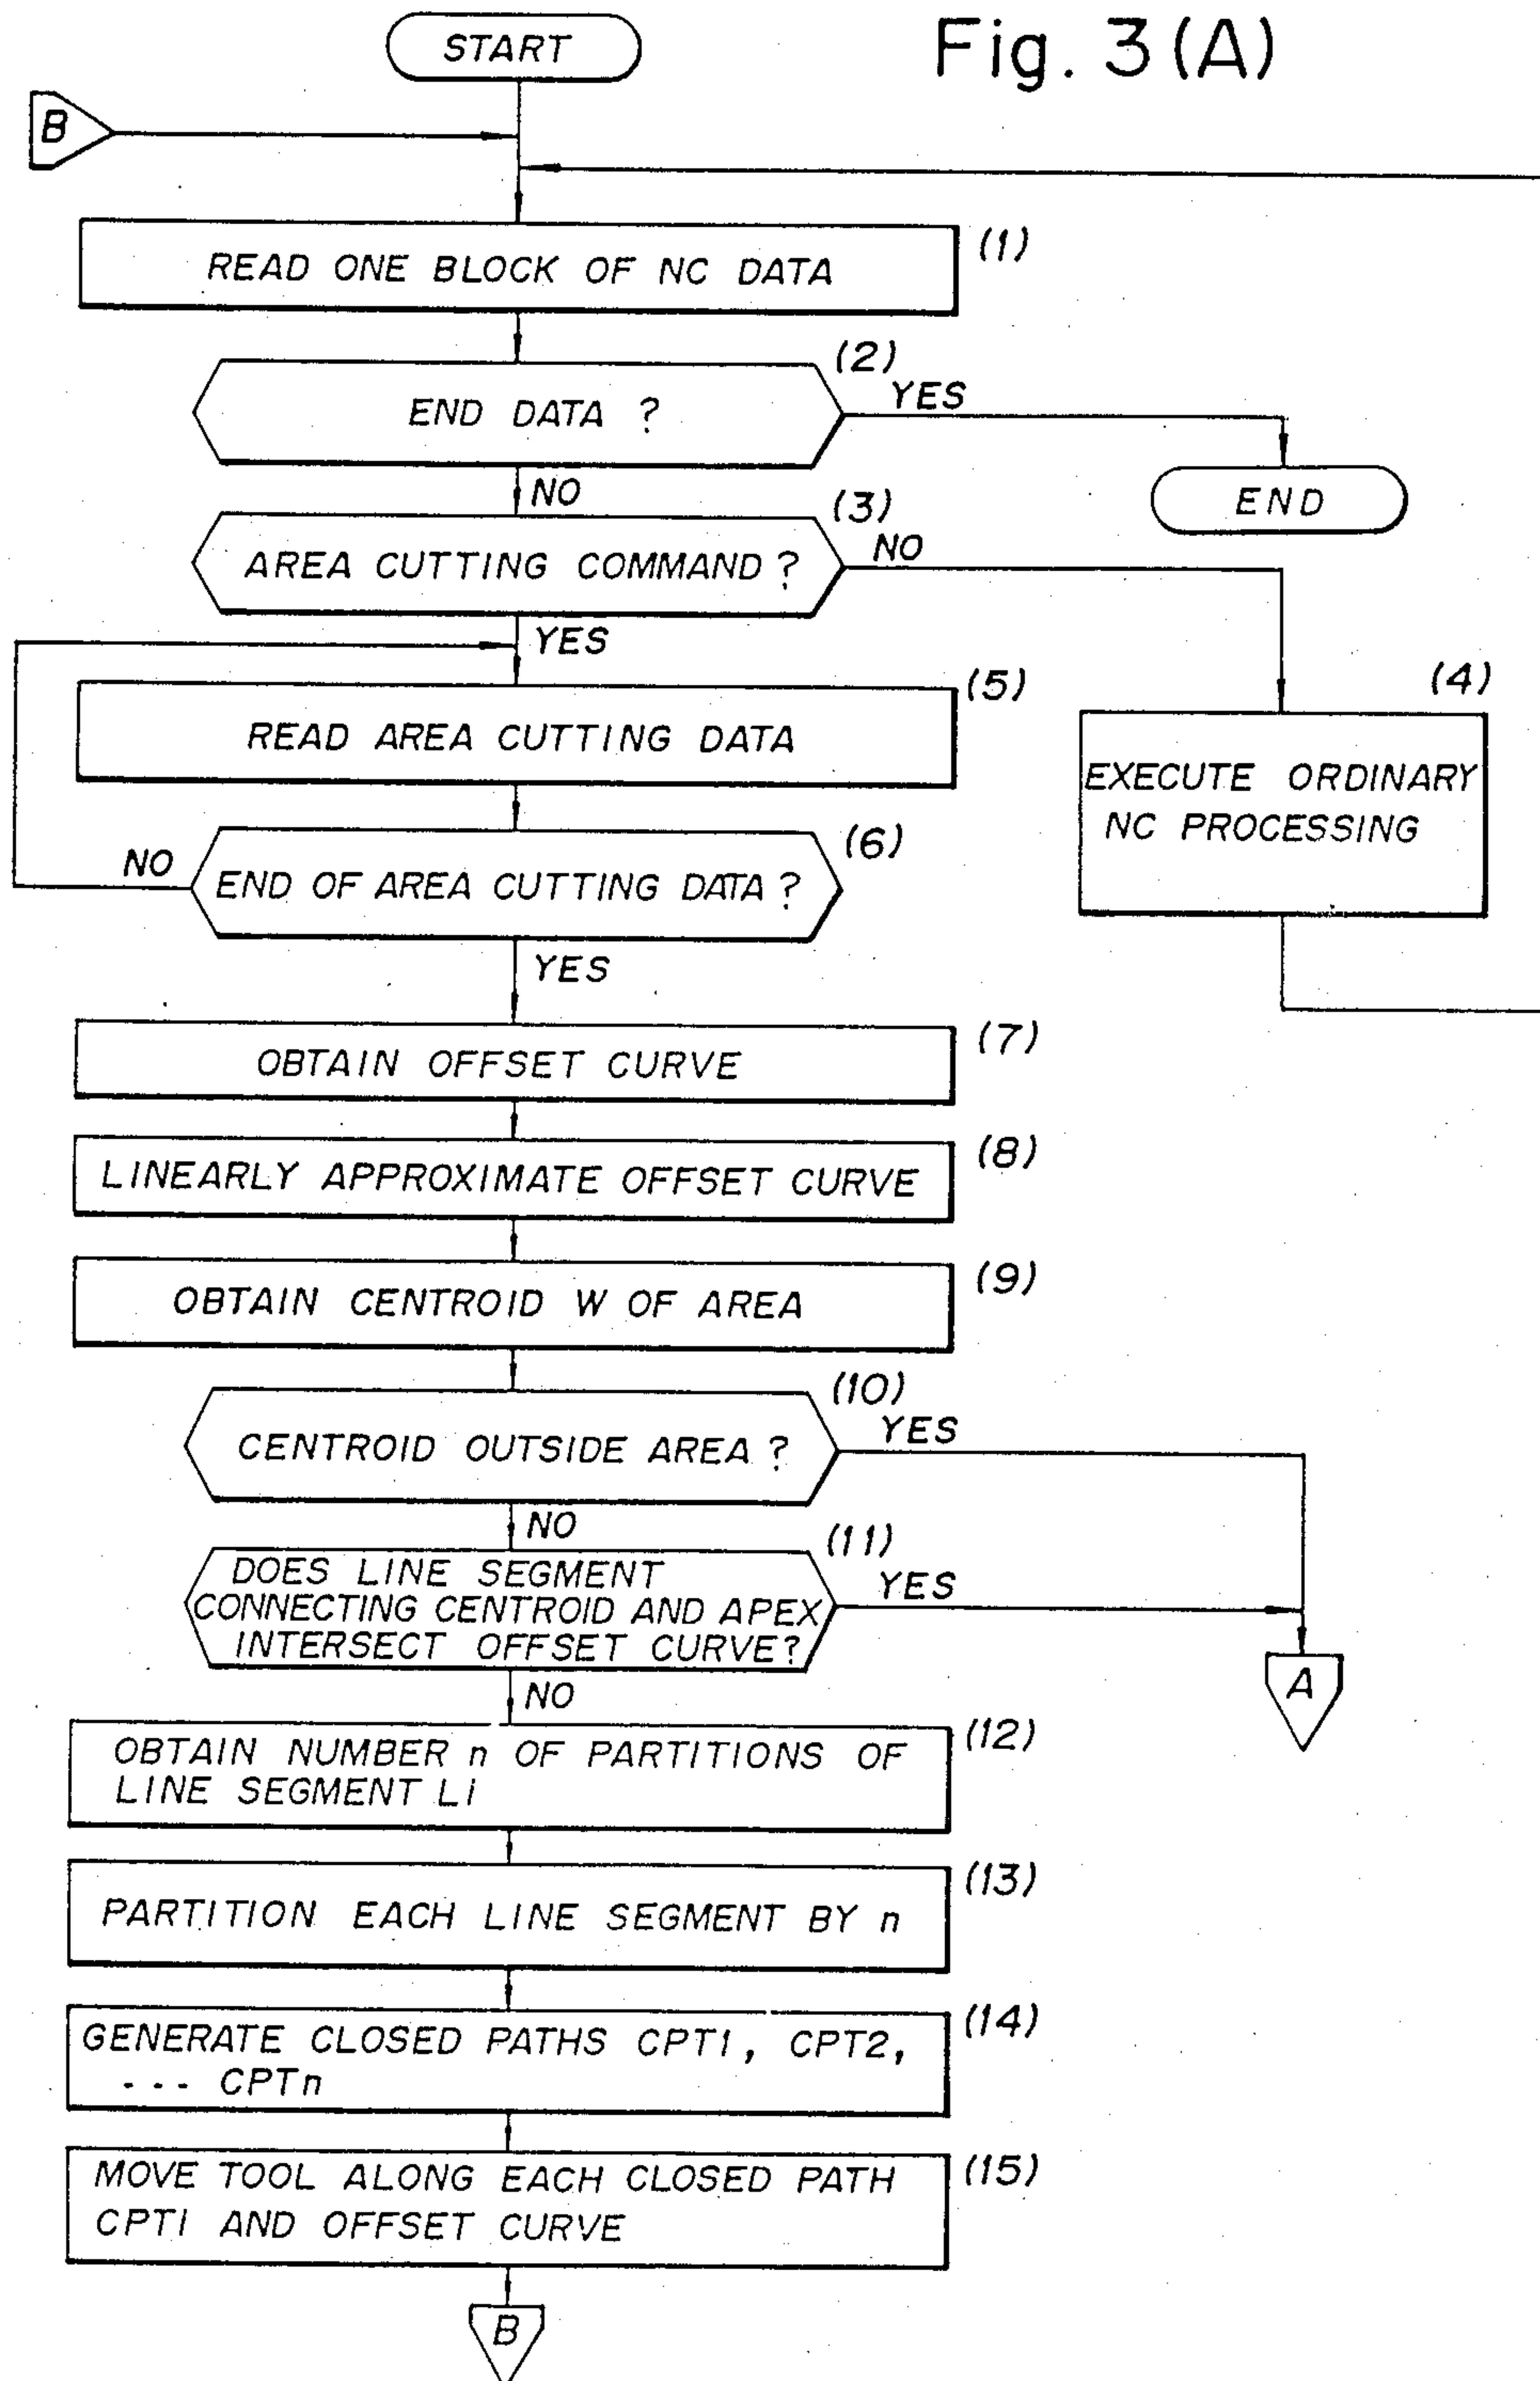 Fig. 3(A)
START
B
READ ONE BLOCK OF NC DATA
(1)
END DATA ?
(2)
YES
NO
END
AREA CUTTING COMMAND ?
(3)
NO
YES
READ AREA CUTTING DATA
(5)
(4)
EXECUTE ORDINARY
NC PROCESSING
END OF AREA CUTTING DATA ?
(6)
NO
YES
OBTAIN OFFSET CURVE
(7)
LINEARLY APPROXIMATE OFFSET CURVE
(8)
OBTAIN CENTROID W OF AREA
(9)
CENTROID OUTSIDE AREA ?
(10)
YES
NO
DOES LINE SEGMENT
CONNECTING CENTROID AND APEX
INTERSECT OFFSET CURVE?
(11)
YES
A
NO
OBTAIN NUMBER n OF PARTITIONS OF
LINE SEGMENT Li
(12)
PARTITION EACH LINE SEGMENT BY n
(13)
GENERATE CLOSED PATHS CPT1, CPT2,
--- CPTn
(14)
MOVE TOOL ALONG EACH CLOSED PATH
CPT1 AND OFFSET CURVE
(15)
B